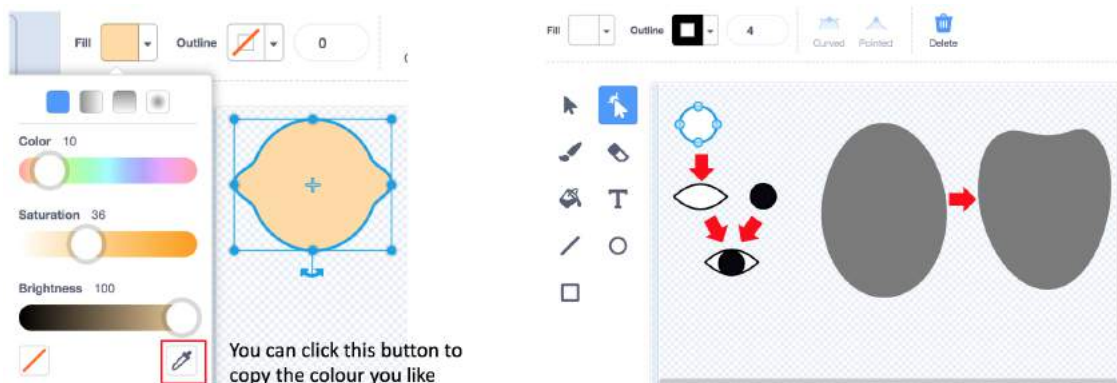 Fill
Outline
0
Color 10
Saturation 36
Brightness 100
You can click this button to
copy the colour you like
Fill
Outline
4
Curved
Pointed
Delete
T